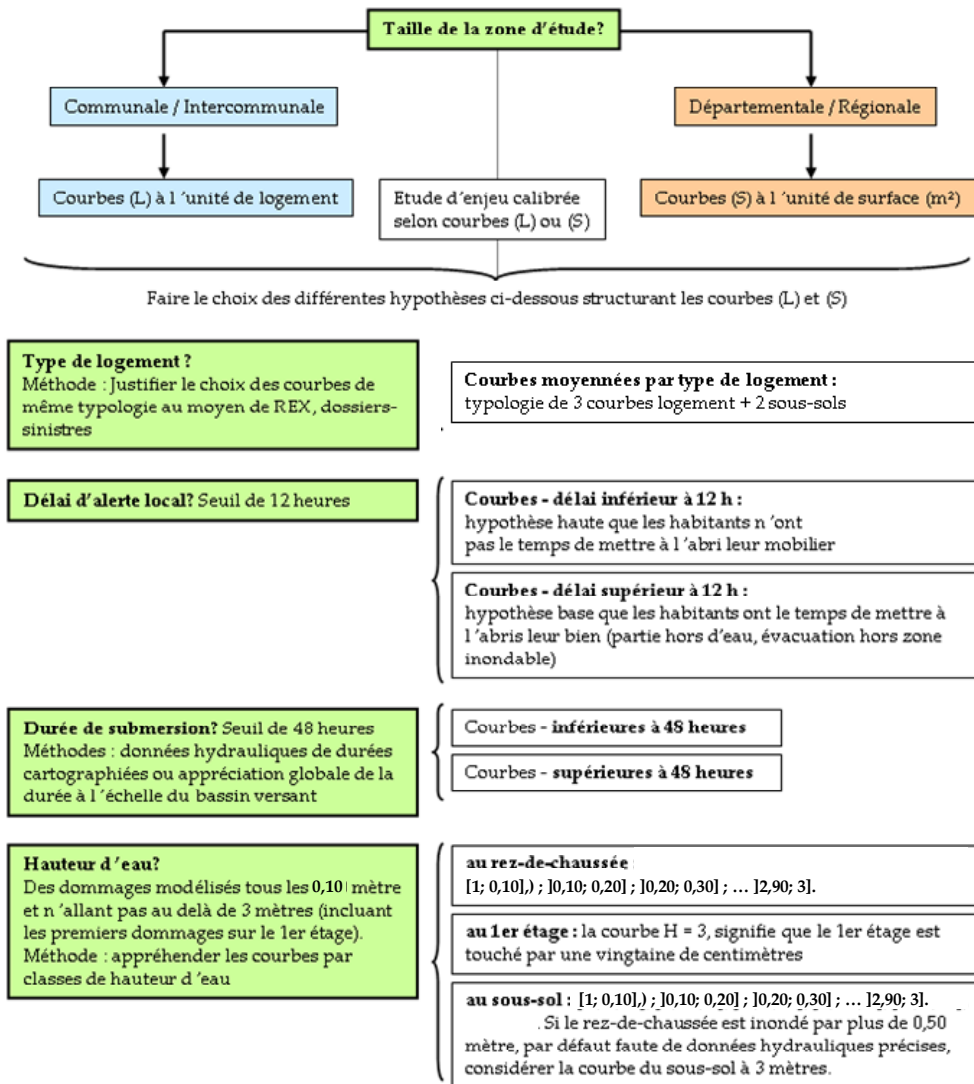 Taille de la zone d'étude?
Communale / Intercommunale
Départementale / Régionale
Courbes (L) à l 'unité de logement
Etude d'enjeu calibrée
selon courbes (L) ou (S)
Courbes (S) à l 'unité de surface (m²)
Faire le choix des différentes hypothèses ci-dessous structurant les courbes (L) et (S)
Type de logement ?
Méthode : Justifier le choix des courbes de
même typologie au moyen de REX, dossiers-
sinistres
Courbes moyennées par type de logement :
typologie de 3 courbes logement + 2 sous-sols
Délai d'alerte local? Seuil de 12 heures
Courbes - délai inférieur à 12 h :
hypothèse haute que les habitants n 'ont
pas le temps de mettre à l 'abri leur mobilier
Courbes - délai supérieur à 12 h :
hypothèse base que les habitants ont le temps de mettre à
l 'abris leur bien (partie hors d'eau, évacuation hors zone
inondable)
Durée de submersion? Seuil de 48 heures
Méthodes : données hydrauliques de durées
cartographiées ou appréciation globale de la
durée à l 'échelle du bassin versant
Courbes - inférieures à 48 heures
Courbes - supérieures à 48 heures
Hauteur d 'eau?
Des dommages modélisés tous les 0,10 mètre
et n 'allant pas au delà de 3 mètres (incluant
les premiers dommages sur le 1er étage).
Méthode : appréhender les courbes par
classes de hauteur d 'eau
au rez-de-chaussée
[1; 0,10],) ; ]0,10; 0,20] ; ]0,20; 0,30] ; … ]2,90; 3].
au 1er étage : la courbe H = 3, signifie que le 1er étage est
touché par une vingtaine de centimètres
au sous-sol : [1; 0,10],) ; ]0,10; 0,20] ; ]0,20; 0,30] ; … ]2,90; 3].
. Si le rez-de-chaussée est inondé par plus de 0,50
mètre, par défaut faute de données hydrauliques précises,
considérer la courbe du sous-sol à 3 mètres.